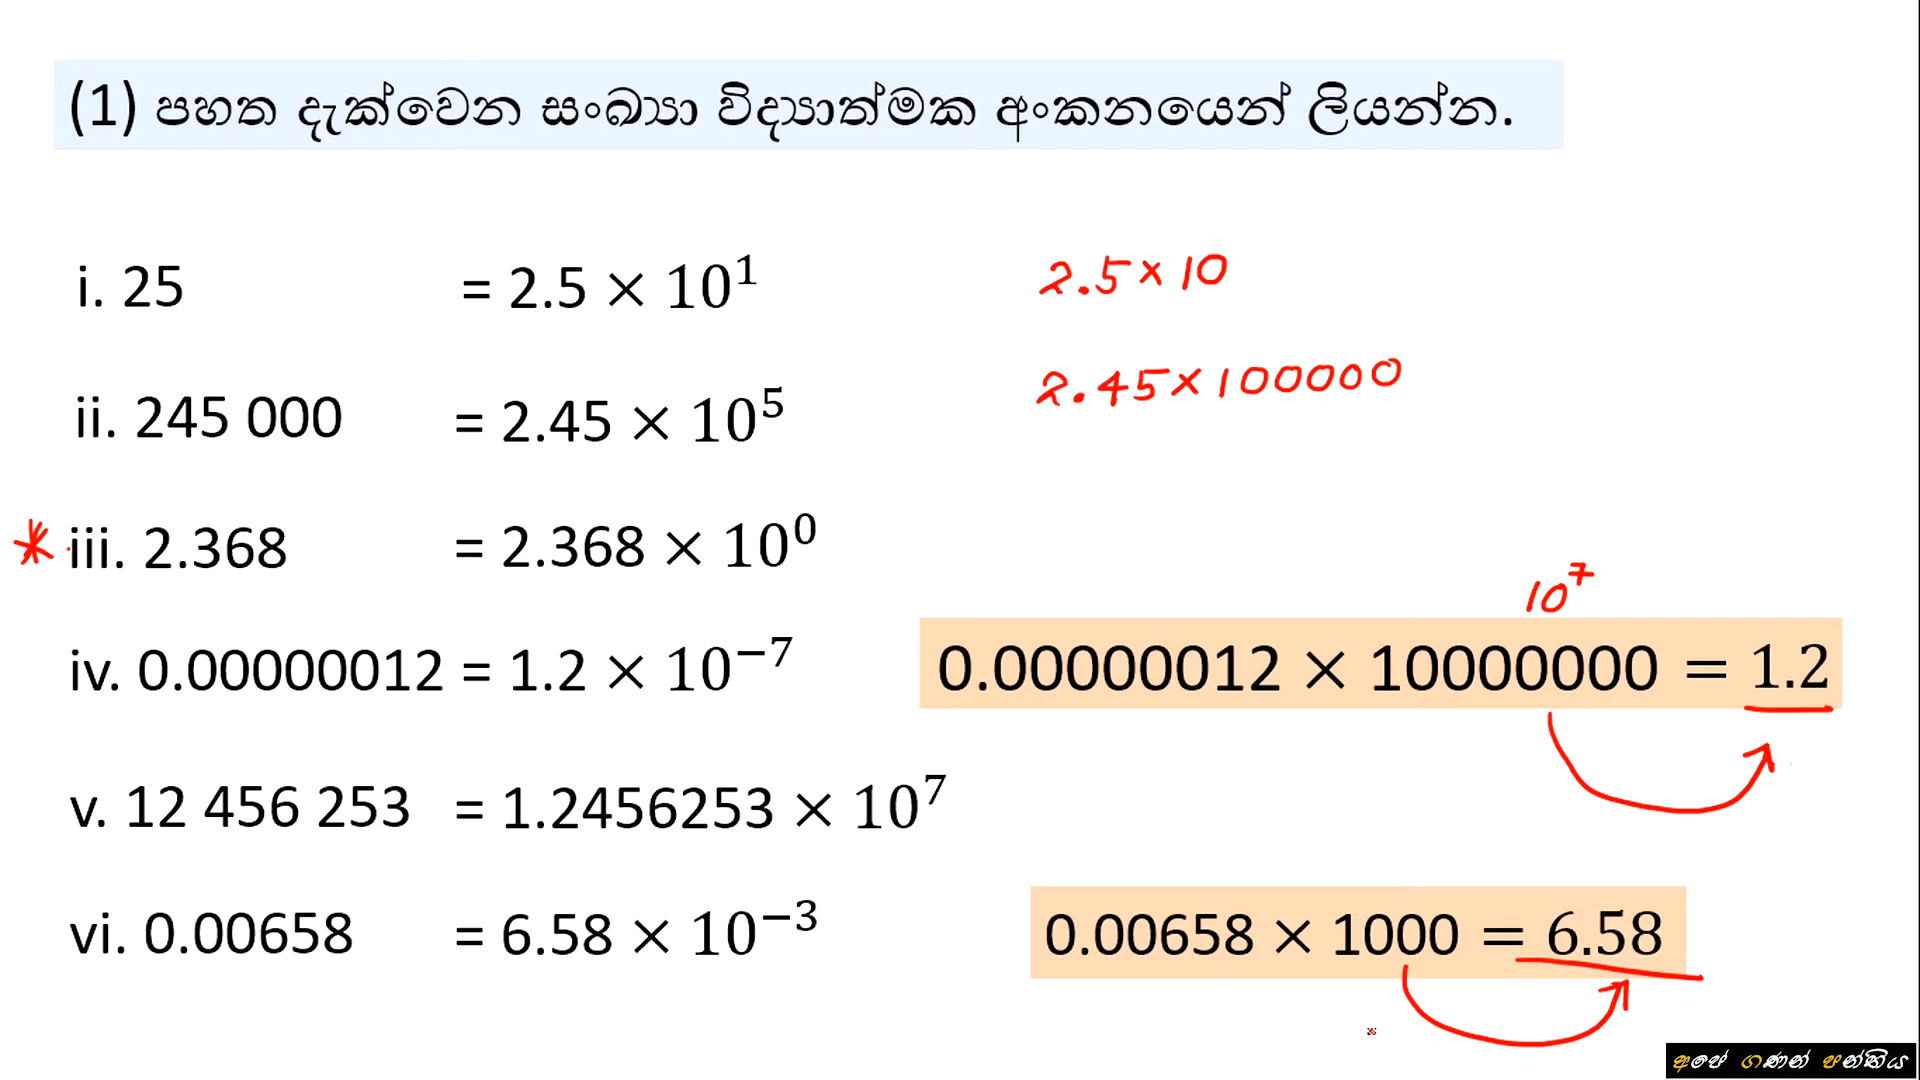 (1) පහත දැක්වෙන සංඛ්‍යා විද්‍යාත්මක අංකනයෙන් ලියන්න.
i. 25 = 2.5 × 10¹
2.5 × 10
ii. 245 000 = 2.45 × 10⁵
2.45 × 100000
* iii. 2.368 = 2.368 × 10⁰
10⁷
iv. 0.00000012 = 1.2 × 10⁻⁷
0.00000012 × 10000000 = 1.2
v. 12 456 253 = 1.2456253 × 10⁷
vi. 0.00658 = 6.58 × 10⁻³
0.00658 × 1000 = 6.58
අපේ ගණන් පන්තිය